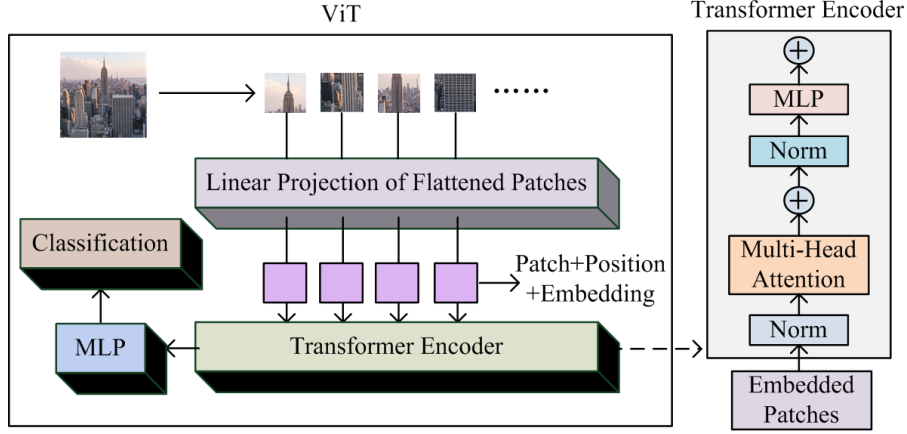 ViT
Linear Projection of Flattened Patches
Classification
Patch+Position
+Embedding
MLP
Transformer Encoder
Transformer Encoder
MLP
Norm
Multi-Head
Attention
Norm
Embedded
Patches